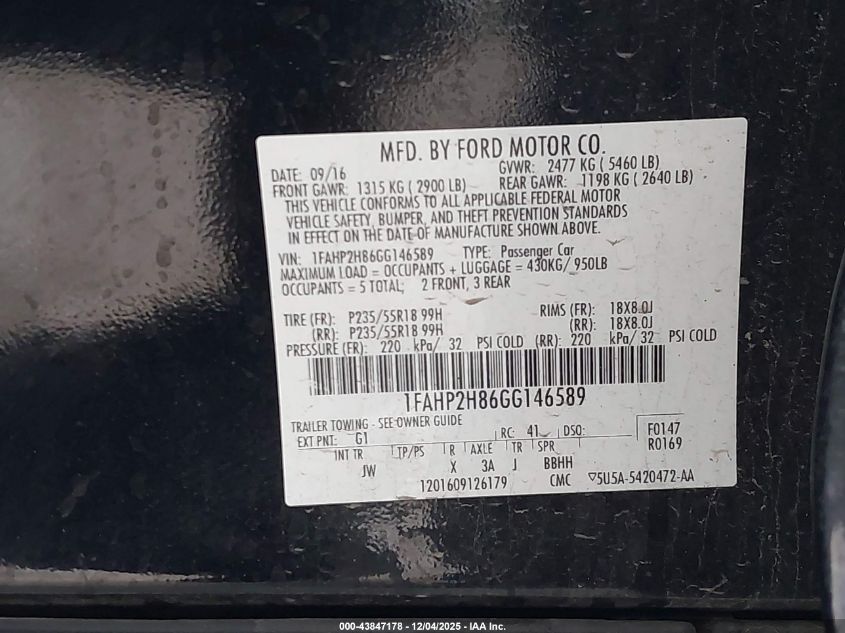 MFD. BY FORD MOTOR CO.
DATE: 09/16 GVWR: 2477 KG ( 5460 LB)
FRONT GAWR: 1315 KG ( 2900 LB) REAR GAWR: 1198 KG ( 2640 LB)
THIS VEHICLE CONFORMS TO ALL APPLICABLE FEDERAL MOTOR
VEHICLE SAFETY, BUMPER, AND THEFT PREVENTION STANDARDS
IN EFFECT ON THE DATE OF MANUFACTURE SHOWN ABOVE.
VIN: 1FAHP2H86GG146589 TYPE: Passenger Car
MAXIMUM LOAD = OCCUPANTS + LUGGAGE = 430KG/ 950LB
OCCUPANTS = 5 TOTAL; 2 FRONT, 3 REAR
TIRE (FR): P235/55R18 99H RIMS (FR): 18X8.0J
(RR): P235/55R18 99H (RR): 18X8.0J
PRESSURE (FR): 220 kPa/ 32 PSI COLD (RR): 220 kPa/ 32 PSI COLD
1FAHP2H86GG146589
TRAILER TOWING - SEE OWNER GUIDE
EXT PNT: G1 RC: 41 DSO: F0147
R0169
INT TR TP/PS R AXLE TR SPR
JW X 3A J BBHH
1201609126179 CMC ▽5U5A-5420472-AA
000-43847178 - 12/04/2025 - IAA Inc.